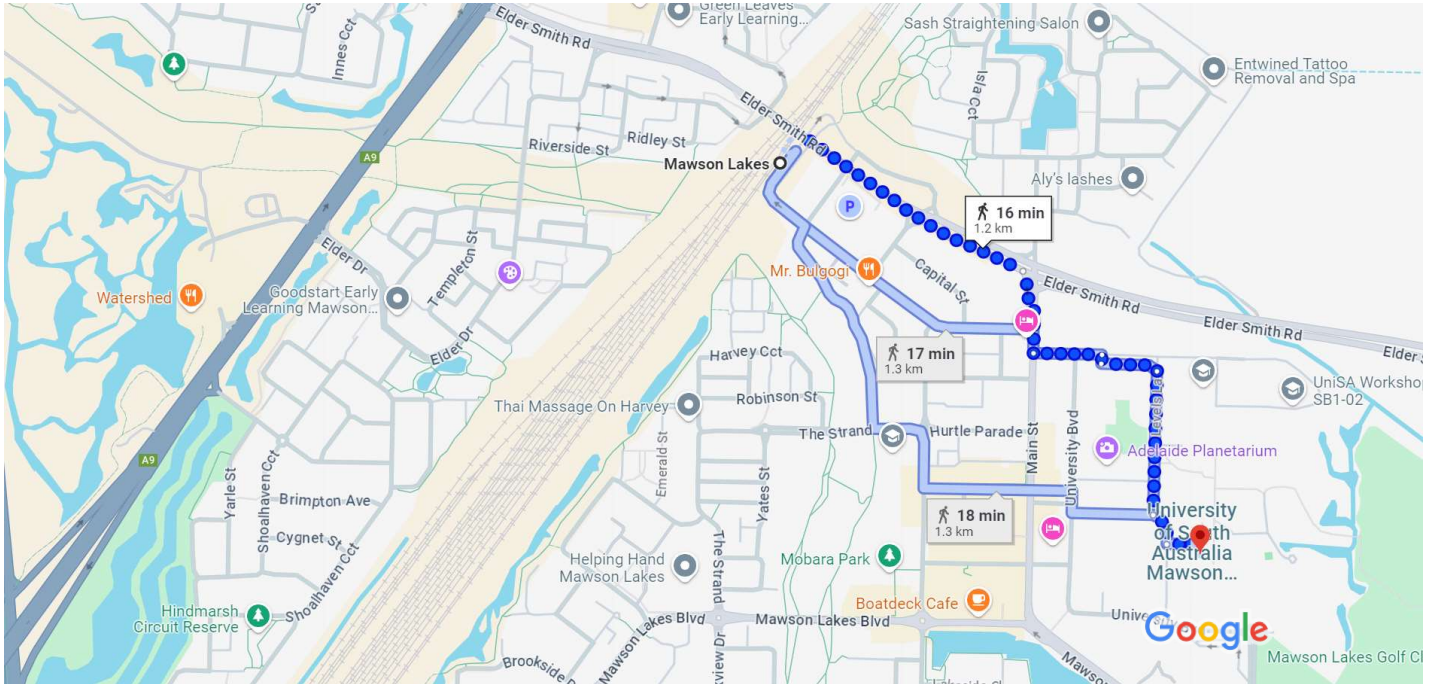 Green Leaves
Early Learning...
Sash Straightening Salon
Elder Smith Rd
Innes Cct
Entwined Tattoo
Removal and Spa
Isla Cct
Elder Smith Rd
Ridley St
Riverside St
A9
Mawson Lakes
Aly's lashes
P
16 min
1.2 km
Elder Dr
Templeton St
Mr. Bulgogi
Capital St
Elder Smith Rd
Watershed
Goodstart Early
Learning Mawson...
Elder Smith Rd
Elder Dr
Elder S
17 min
1.3 km
Harvey Cct
UniSA Worksho
SB1-02
Levels La
Robinson St
Thai Massage On Harvey
The Strand
Hurtle Parade
Main St
University Bvd
Adelaide Planetarium
Emerald St
A9
Yarle St
Shoalhaven Cct
Brimpton Ave
Yates St
18 min
1.3 km
University
of South
Australia
Mawson...
Cygnet St
Shoalhaven Cct
Helping Hand
Mawson Lakes
The Strand
Mobara Park
Hindmarsh
Circuit Reserve
Boatdeck Cafe
Mawson Lakes Blvd
Mawson Lakes Blvd
Google
Brookside
Mawson
Mawson Lakes Golf Cl